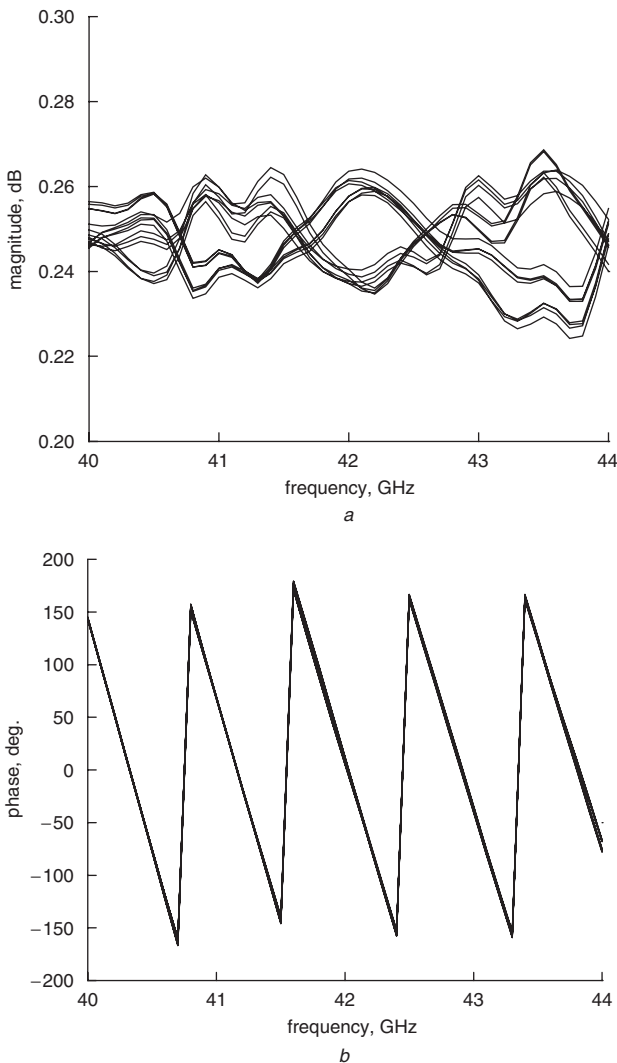 0.30
0.28
0.26
0.24
0.22
0.20
magnitude, dB
40 41 42 43 44
frequency, GHz
a
200
150
100
50
0
−50
−100
−150
−200
phase, deg.
40 41 42 43 44
frequency, GHz
b